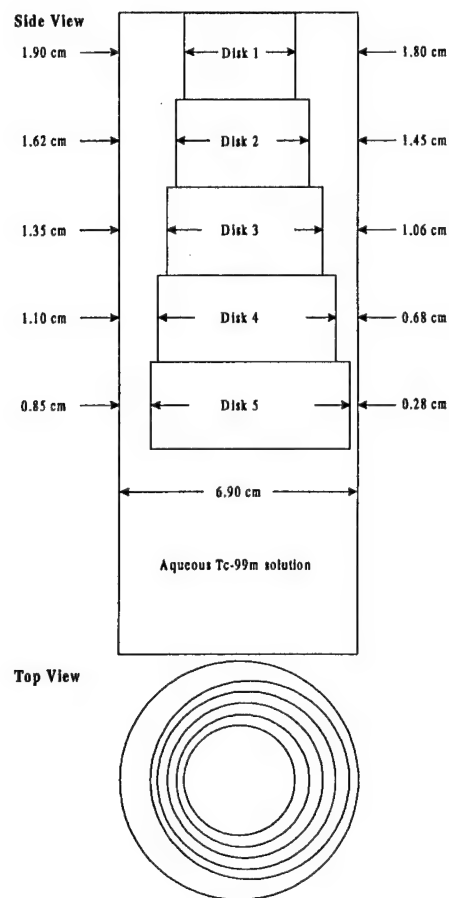 Side View
1.90 cm Disk 1 1.80 cm
1.62 cm Disk 2 1.45 cm
1.35 cm Disk 3 1.06 cm
1.10 cm Disk 4 0.68 cm
0.85 cm Disk 5 0.28 cm
6.90 cm
Aqueous Tc-99m solution
Top View